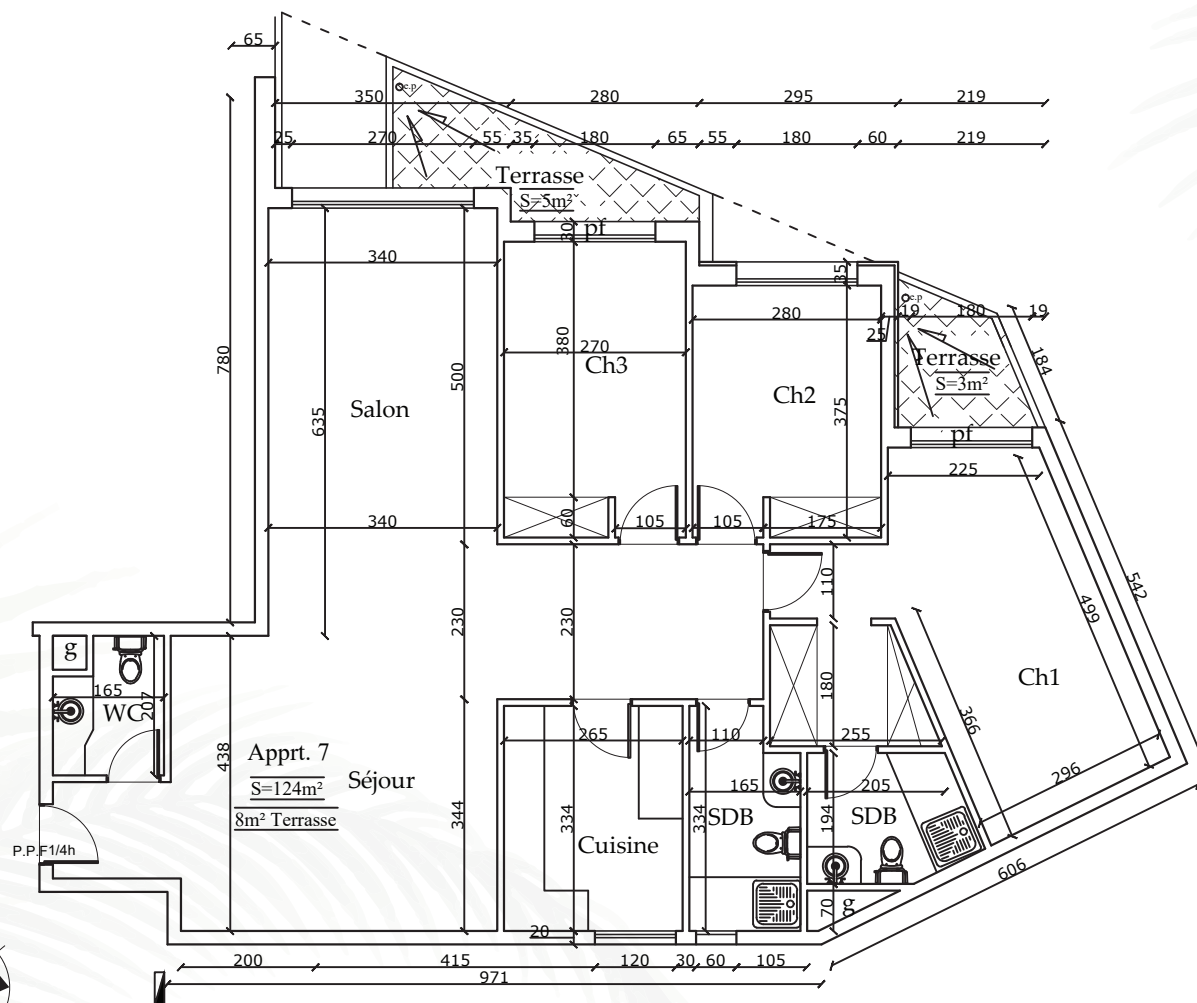 65
350 280 295 219
25 270 55 35 180 65 55 180 60 219
e.p
Terrasse
S=5m²
30
pf
35
340
e.p
19 180 19
280
25
184
270
380
Terrasse
S=3m²
780
500
635
Ch3
Ch2
375
Salon
pf
225
340
60
105
105
175
110
542
499
230
230
g
165
207
WC
180
Ch1
366
438
265
110
255
Apprt. 7
S=124m²
8m² Terrasse
Séjour
296
165
205
344
334
334
SDB
194
SDB
P.P.F1/4h
Cuisine
606
70
g
20
200 415 120 30 60 105
971